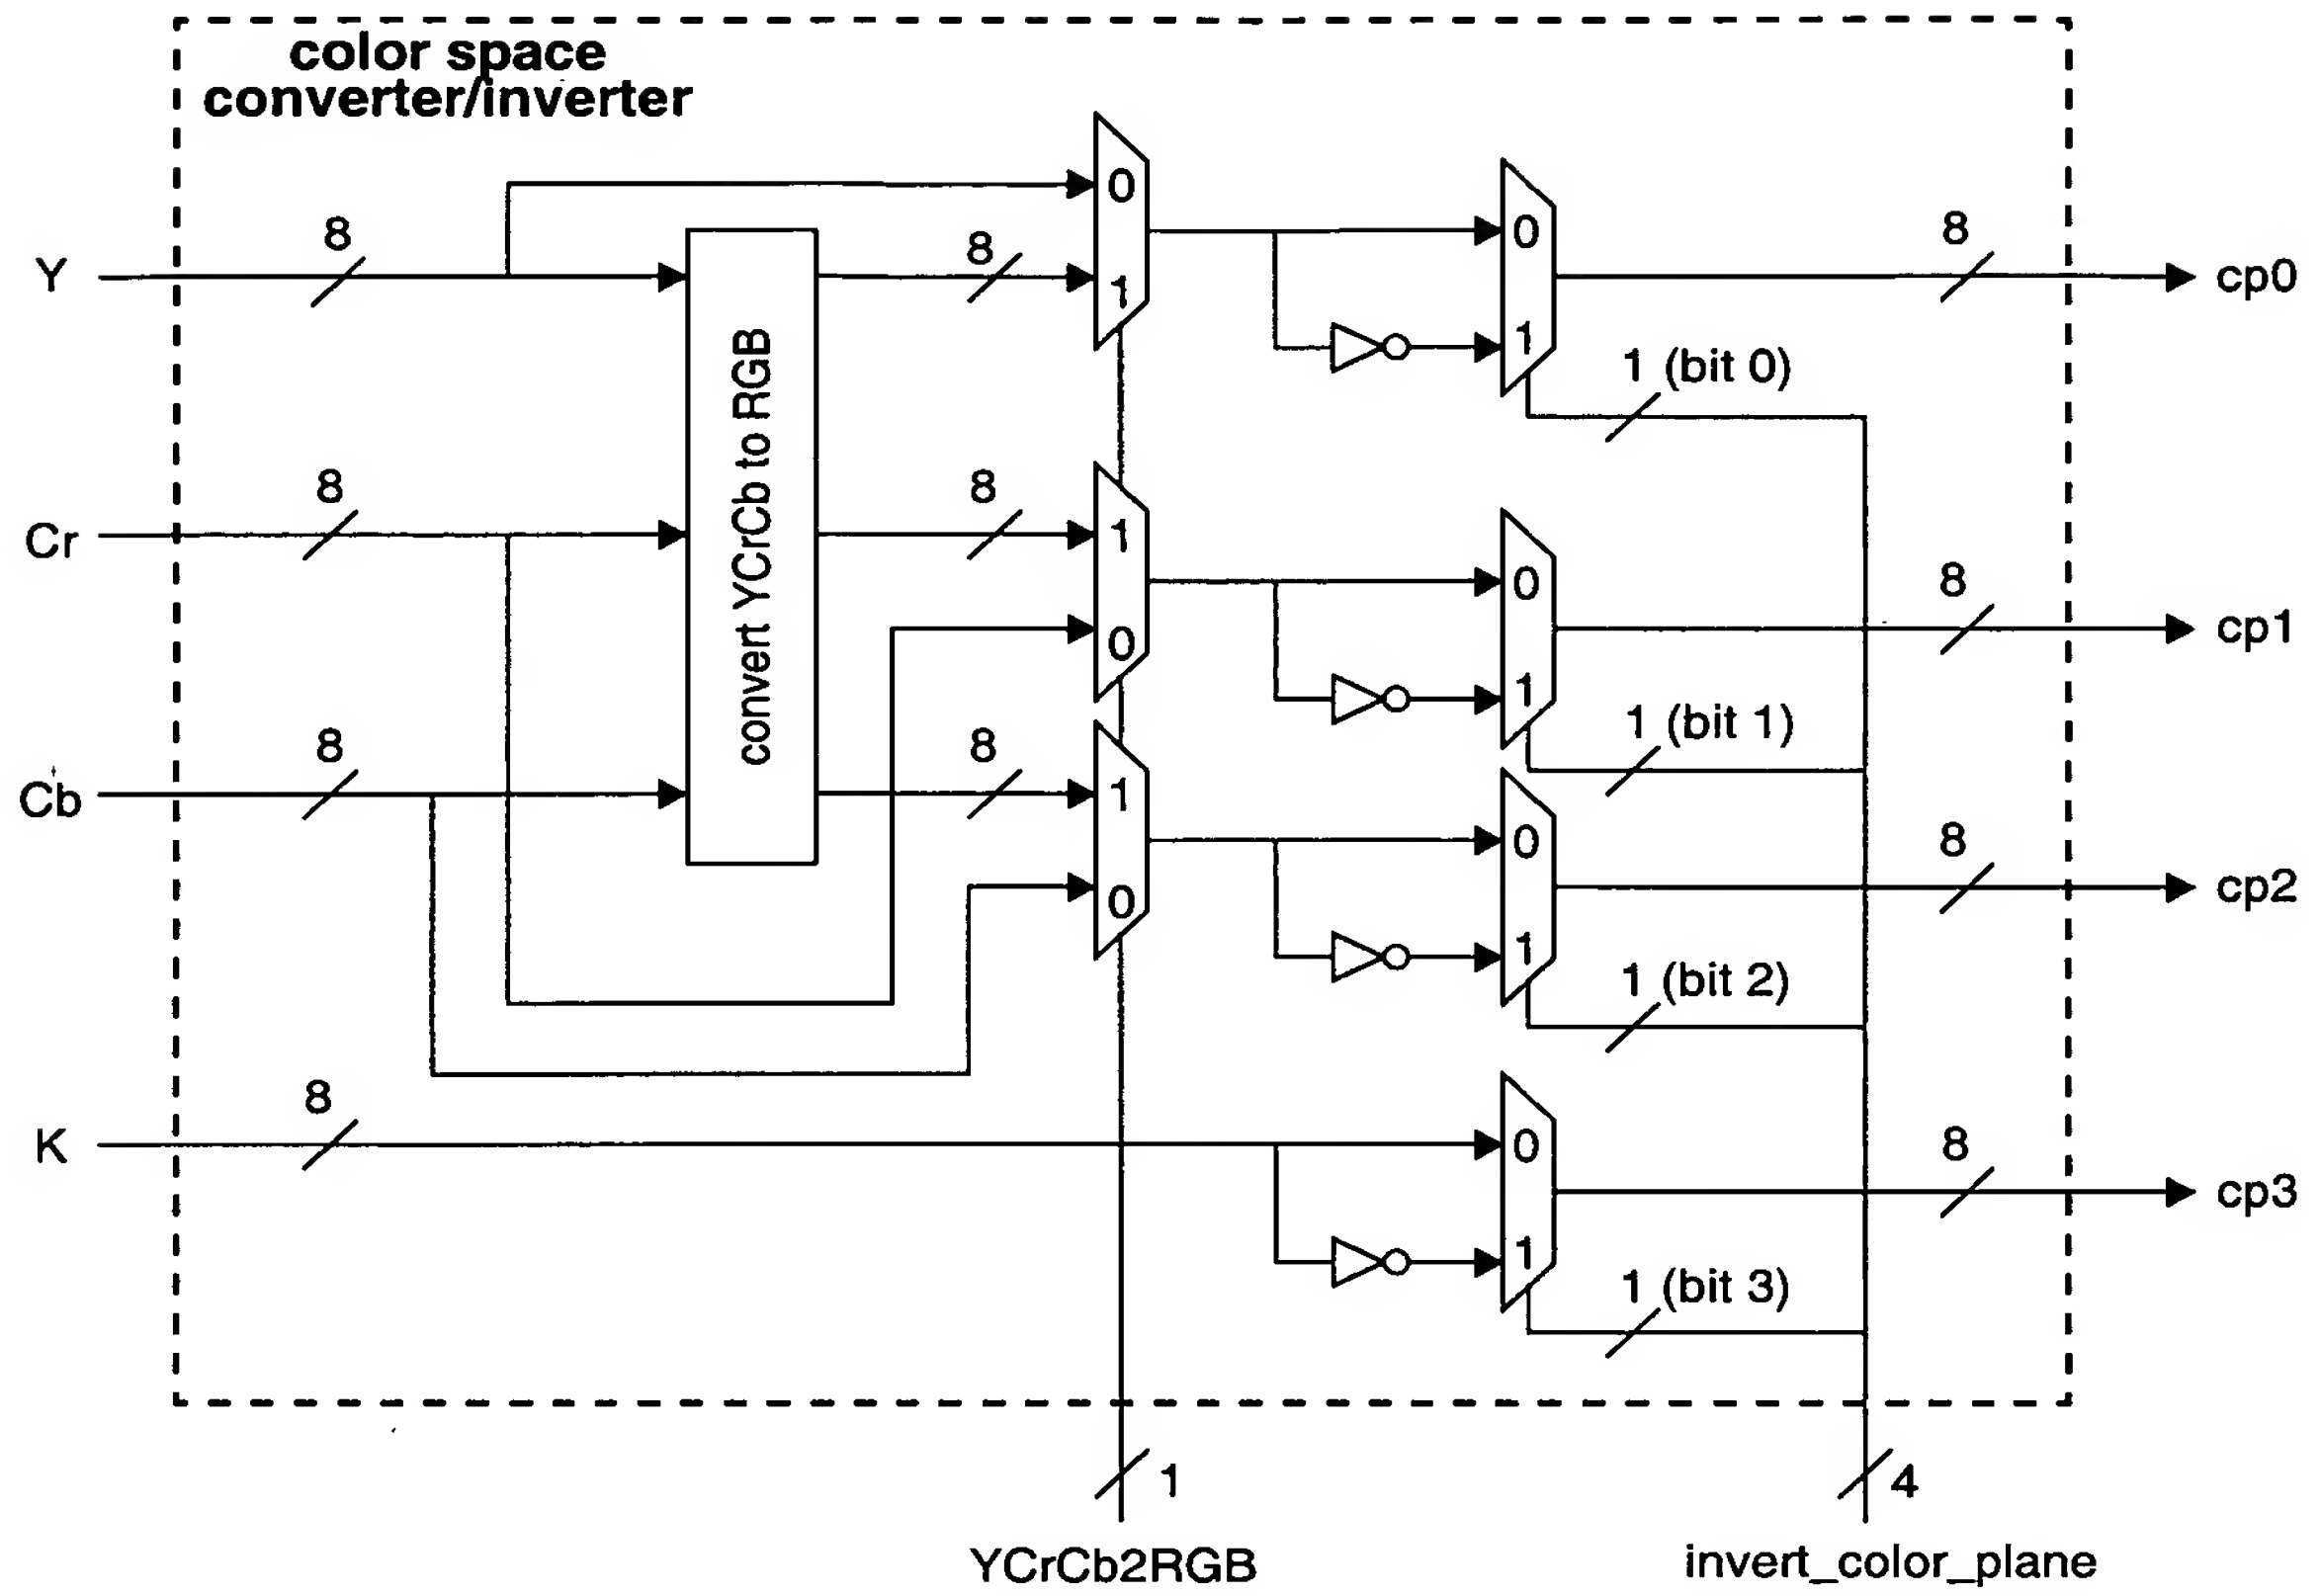 color space
converter/inverter
0
8
8
0
8
Y
1
cp0
convert YCrCb to RGB
1
1 (bit 0)
8
8
Cr
1
0
8
cp1
0
1
1 (bit 1)
8
8
Cb
1
0
8
cp2
0
1
1 (bit 2)
8
K
0
8
cp3
1
1 (bit 3)
1
4
YCrCb2RGB
invert_color_plane